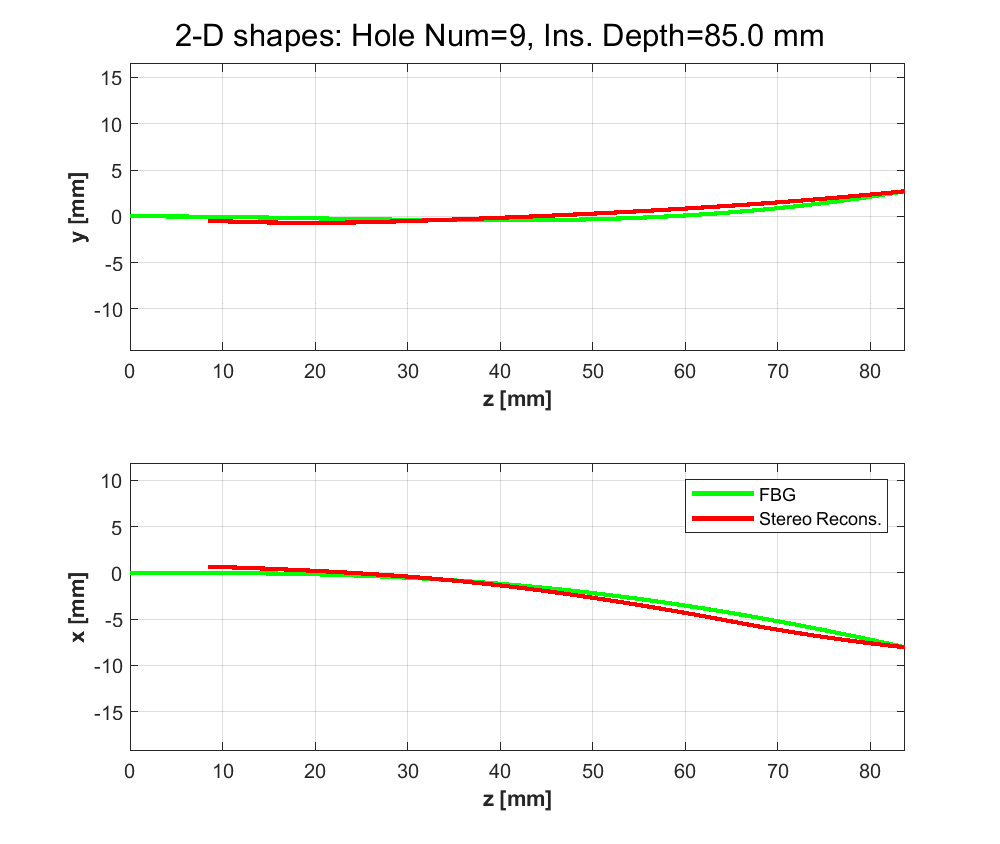 2-D shapes: Hole Num=9, Ins. Depth=85.0 mm
15
10
5
0
-5
-10
y [mm]
0 10 20 30 40 50 60 70 80
z [mm]
10
5
0
-5
-10
-15
x [mm]
FBG
Stereo Recons.
0 10 20 30 40 50 60 70 80
z [mm]